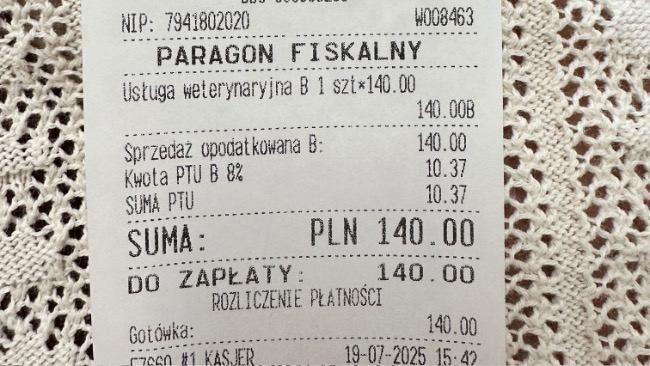 NIP: 7941802020 W008463
PARAGON FISKALNY
Usługa weterynaryjna B 1 szt*140.00
140.00B
Sprzedaż opodatkowana B: 140.00
Kwota PTU B 8% 10.37
SUMA PTU 10.37
SUMA: PLN 140.00
DO ZAPŁATY: 140.00
ROZLICZENIE PŁATNOŚCI
Gotówka: 140.00
#1 KASJER 19-07-2025 15:42